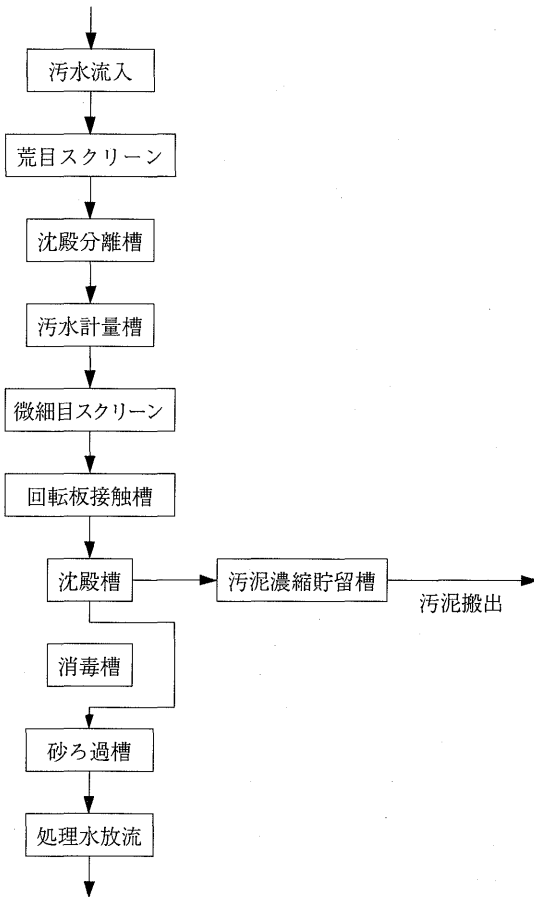 汚水流入
荒目スクリーン
沈殿分離槽
汚水計量槽
微細目スクリーン
回転板接触槽
沈殿槽
汚泥濃縮貯留槽
汚泥搬出
消毒槽
砂ろ過槽
処理水放流